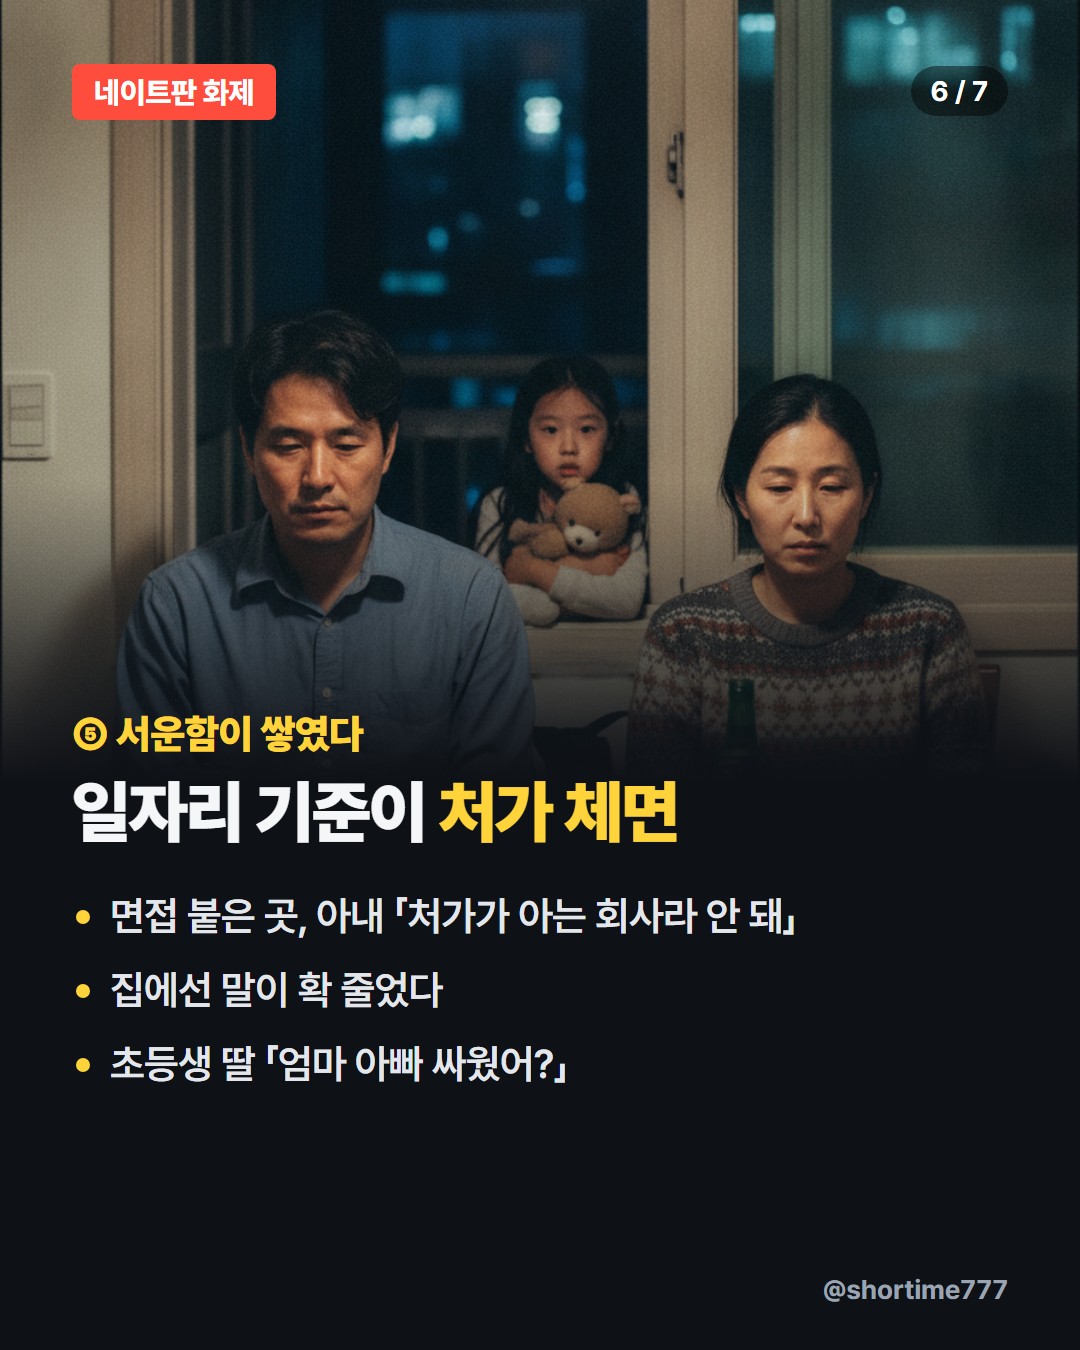 네이트판 화제
6 / 7
⑤ 서운함이 쌓였다
일자리 기준이 처가 체면
• 면접 붙은 곳, 아내 「처가가 아는 회사라 안 돼」
• 집에선 말이 확 줄었다
• 초등생 딸 「엄마 아빠 싸웠어?」
@shortime777